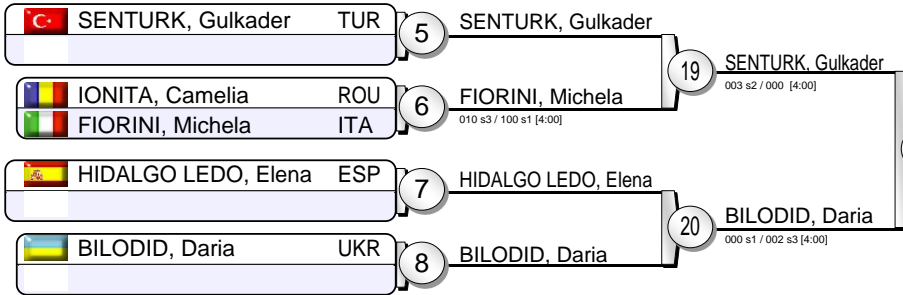 SENTURK, Gulkader TUR
5
SENTURK, Gulkader
IONITA, Camelia ROU
FIORINI, Michela ITA
6
FIORINI, Michela
010 s3 / 100 s1 [4:00]
19
SENTURK, Gulkader
003 s2 / 000 [4:00]
HIDALGO LEDO, Elena ESP
7
HIDALGO LEDO, Elena
BILODID, Daria UKR
8
BILODID, Daria
20
BILODID, Daria
000 s1 / 002 s3 [4:00]